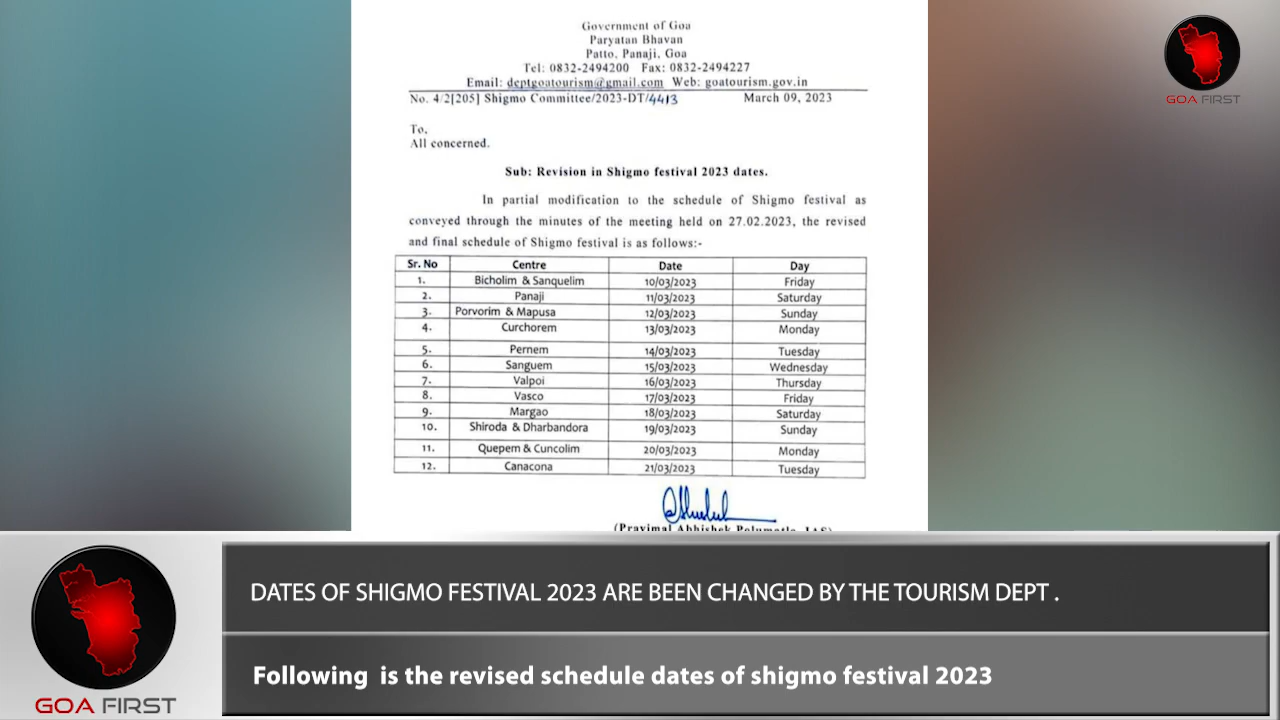 Government of Goa
Paryatan Bhavan
Patto, Panaji, Goa
Tel: 0832-2494200 Fax: 0832-2494227
Email: deptgoatourism@gmail.com Web: goatourism.gov.in
No. 4/2[205] Shigmo Committee/2023-DT/4413 March 09, 2023
To,
All concerned.
Sub: Revision in Shigmo festival 2023 dates.
In partial modification to the schedule of Shigmo festival as
conveyed through the minutes of the meeting held on 27.02.2023, the revised
and final schedule of Shigmo festival is as follows:-
Sr. No Centre Date Day
1. Bicholim & Sanquelim 10/03/2023 Friday
2. Panaji 11/03/2023 Saturday
3. Porvorim & Mapusa 12/03/2023 Sunday
4. Curchorem 13/03/2023 Monday
5. Pernem 14/03/2023 Tuesday
6. Sanguem 15/03/2023 Wednesday
7. Valpoi 16/03/2023 Thursday
8. Vasco 17/03/2023 Friday
9. Margao 18/03/2023 Saturday
10. Shiroda & Dharbandora 19/03/2023 Sunday
11. Quepem & Cuncolim 20/03/2023 Monday
12. Canacona 21/03/2023 Tuesday
GOA FIRST
DATES OF SHIGMO FESTIVAL 2023 ARE BEEN CHANGED BY THE TOURISM DEPT .
Following is the revised schedule dates of shigmo festival 2023
GOA FIRST